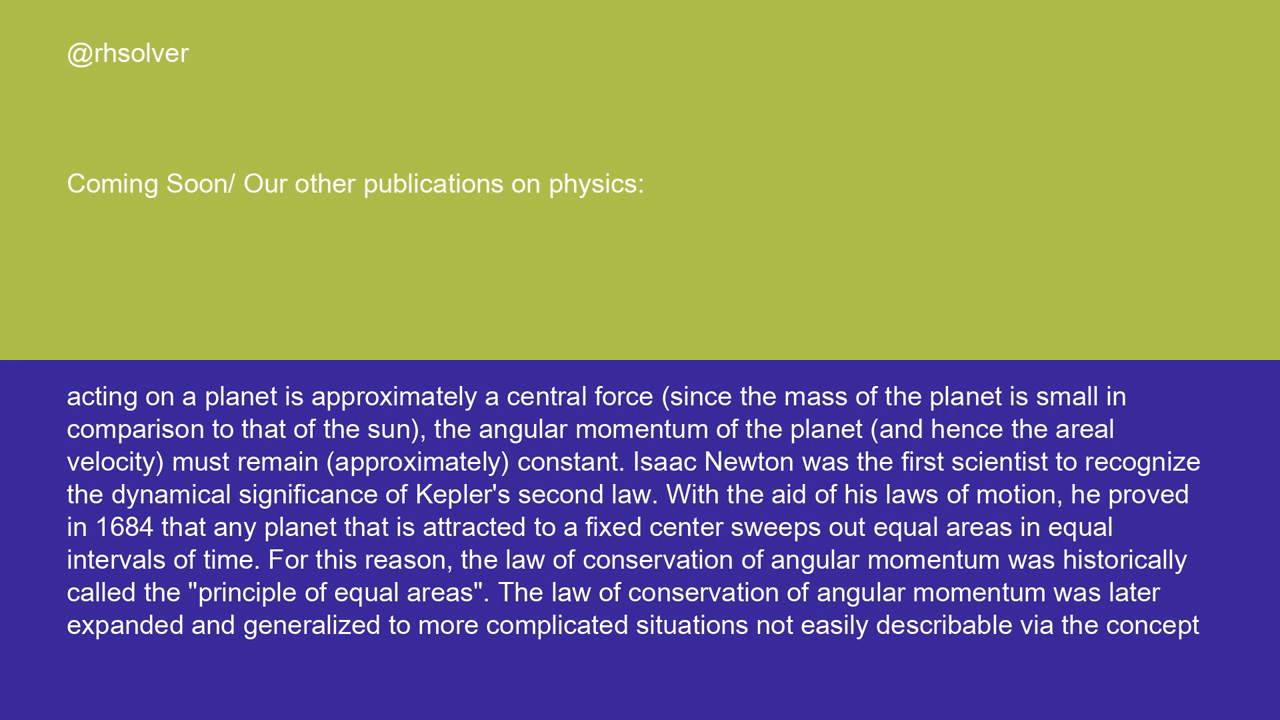 @rhsolver
Coming Soon/ Our other publications on physics:
acting on a planet is approximately a central force (since the mass of the planet is small in
comparison to that of the sun), the angular momentum of the planet (and hence the areal
velocity) must remain (approximately) constant. Isaac Newton was the first scientist to recognize
the dynamical significance of Kepler's second law. With the aid of his laws of motion, he proved
in 1684 that any planet that is attracted to a fixed center sweeps out equal areas in equal
intervals of time. For this reason, the law of conservation of angular momentum was historically
called the "principle of equal areas". The law of conservation of angular momentum was later
expanded and generalized to more complicated situations not easily describable via the concept